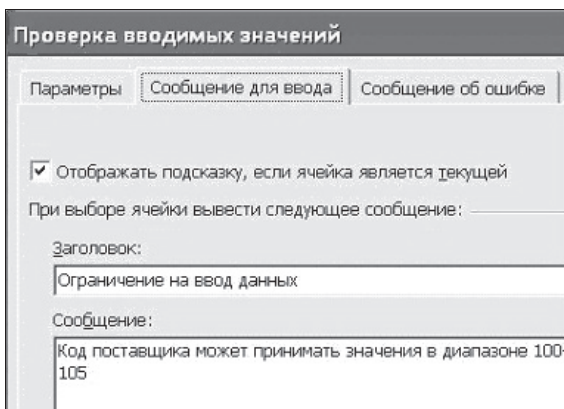 Проверка вводимых значений
Параметры
Сообщение для ввода
Сообщение об ошибке
Отображать подсказку, если ячейка является текущей
При выборе ячейки вывести следующее сообщение:
Заголовок:
Ограничение на ввод данных
Сообщение:
Код поставщика может принимать значения в диапазоне 100-
105